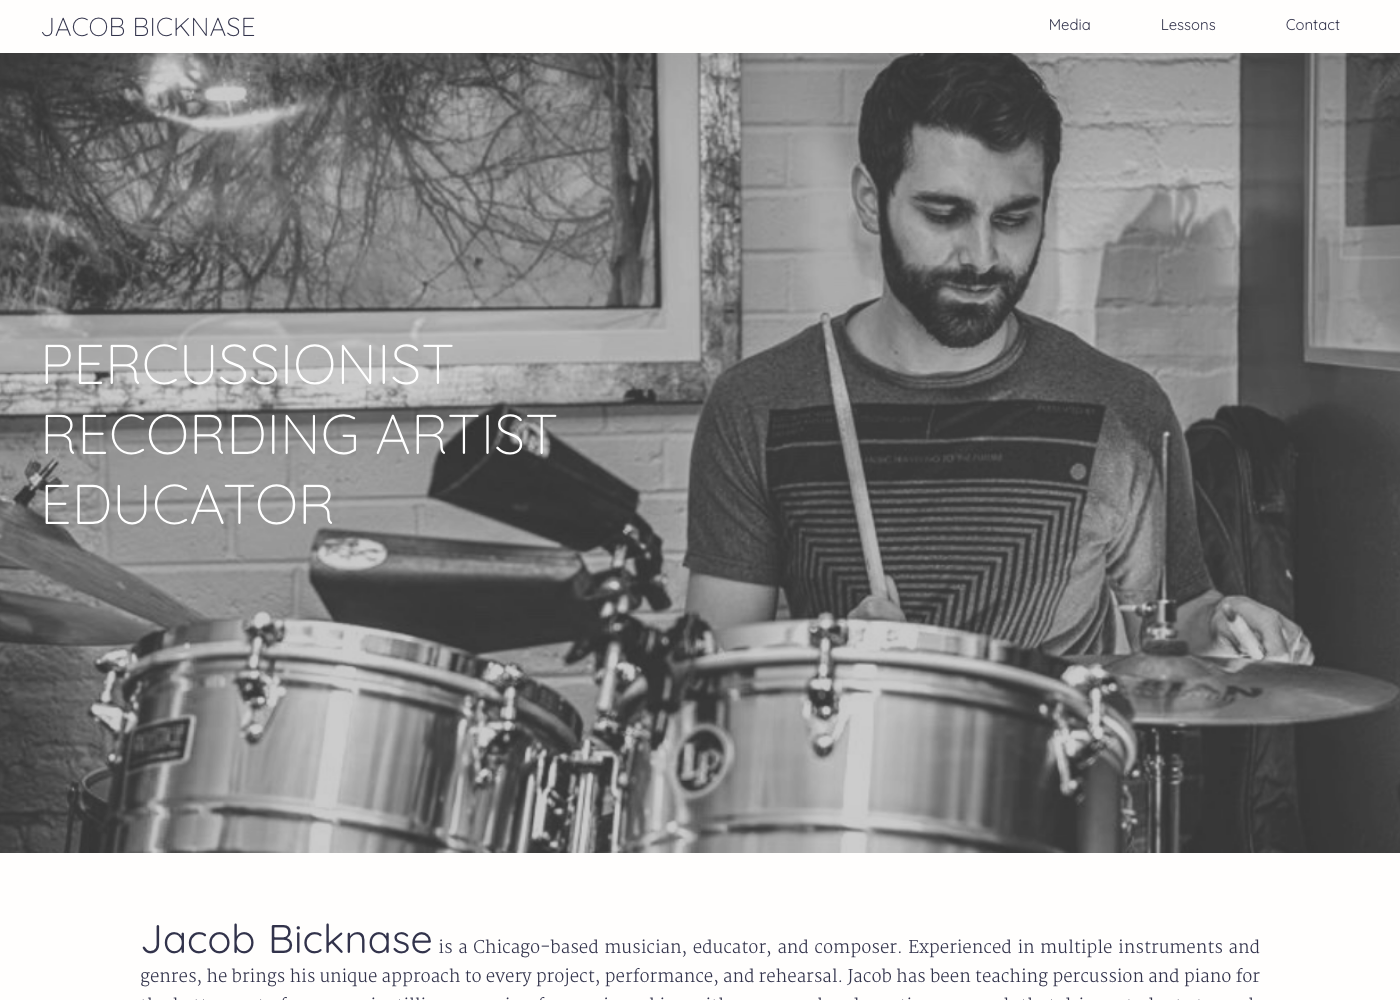 JACOB BICKNASE
Media Lessons Contact
PERCUSSIONIST
RECORDING ARTIST
EDUCATOR
LP
Jacob Bicknase is a Chicago-based musician, educator, and composer. Experienced in multiple instruments and
genres, he brings his unique approach to every project, performance, and rehearsal. Jacob has been teaching percussion and piano for